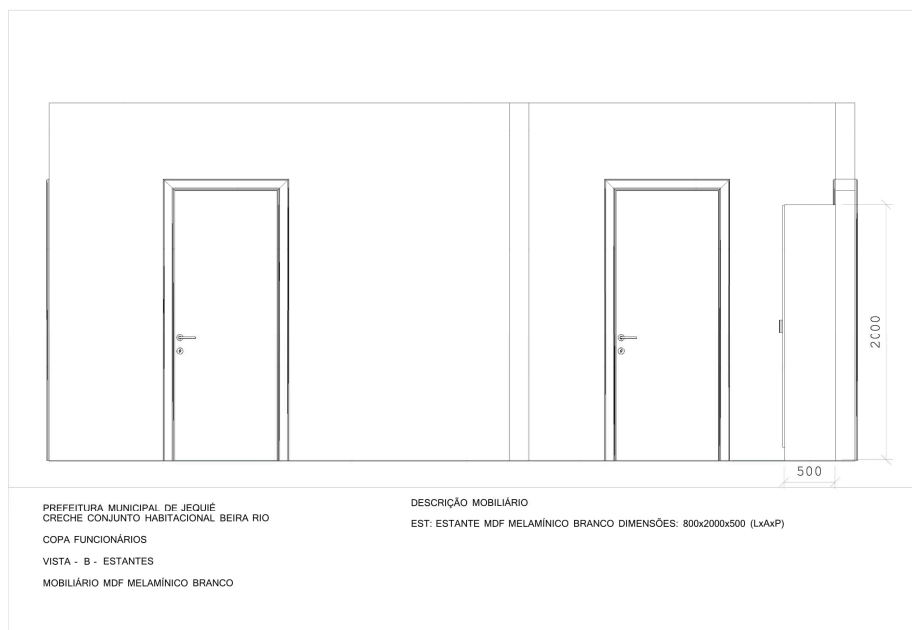 2000
500
PREFEITURA MUNICIPAL DE JEQUIÉ
CRECHE CONJUNTO HABITACIONAL BEIRA RIO
COPA FUNCIONÁRIOS
VISTA - B - ESTANTES
MOBILIÁRIO MDF MELAMÍNICO BRANCO
DESCRIÇÃO MOBILIÁRIO
EST: ESTANTE MDF MELAMÍNICO BRANCO DIMENSÕES: 800x2000x500 (LxAxP)